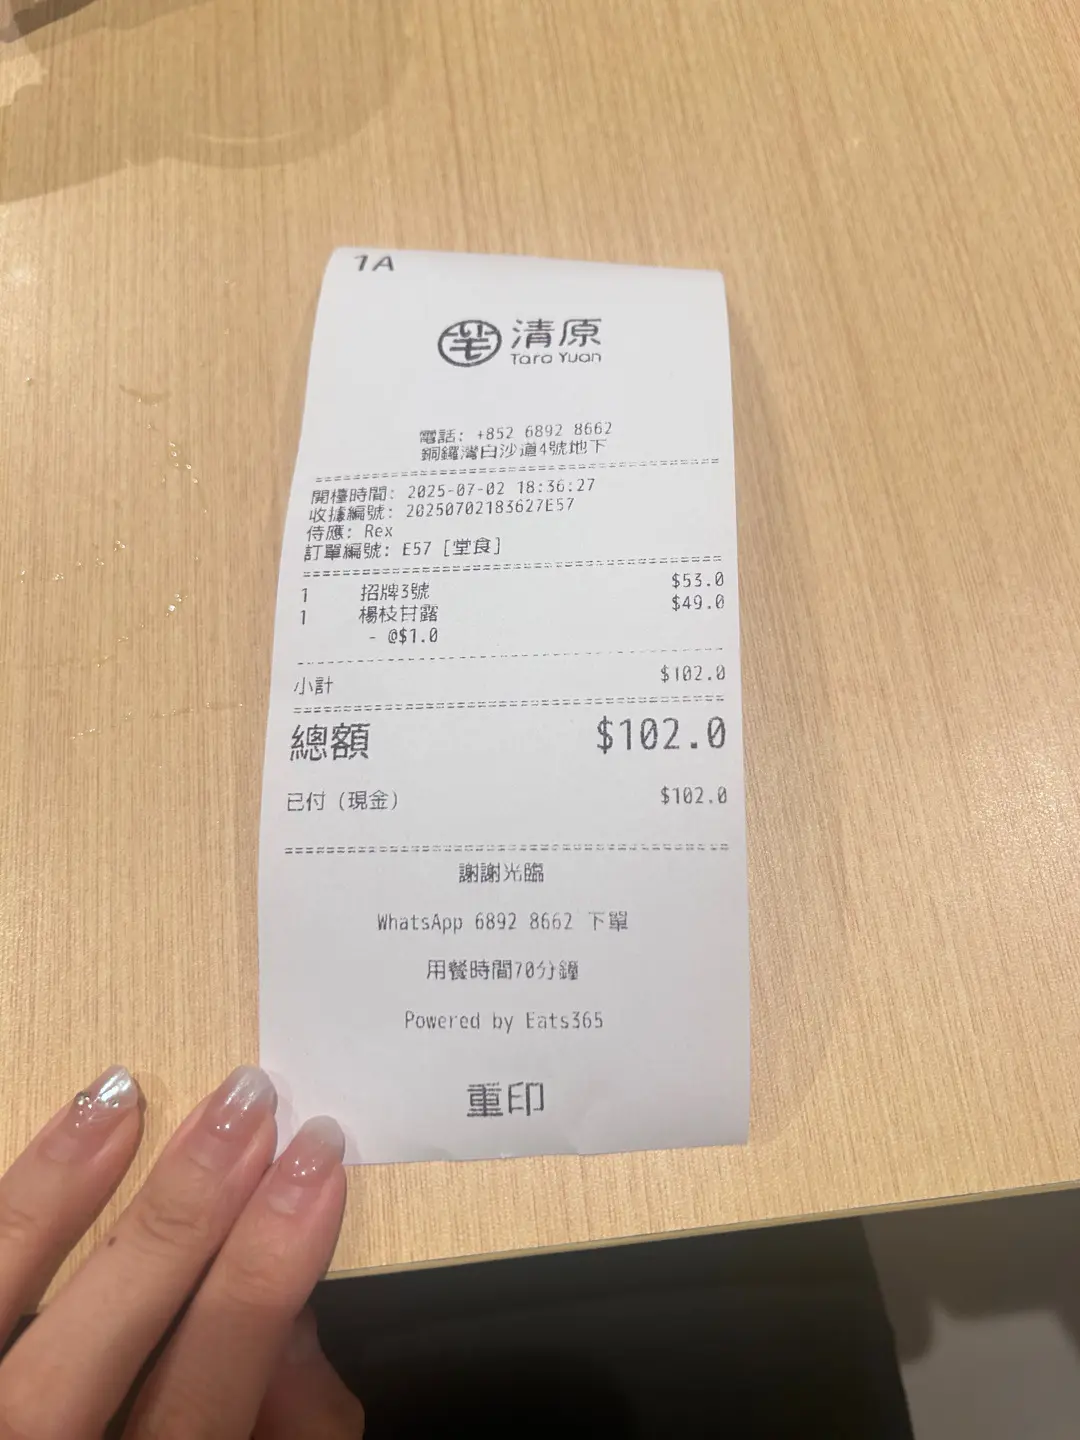 1A
清原
Taro Yuan
電話: +852 6892 8662
銅鑼灣白沙道4號地下
開檯時間: 2025-07-02 18:36:27
收據編號: 20250702183627E57
侍應: Rex
訂單編號: E57 [堂食]
1 招牌3號 $53.0
1 楊枝甘露 $49.0
- @$1.0
小計 $102.0
總額 $102.0
已付 (現金) $102.0
謝謝光臨
WhatsApp 6892 8662 下單
用餐時間70分鐘
Powered by Eats365
重印